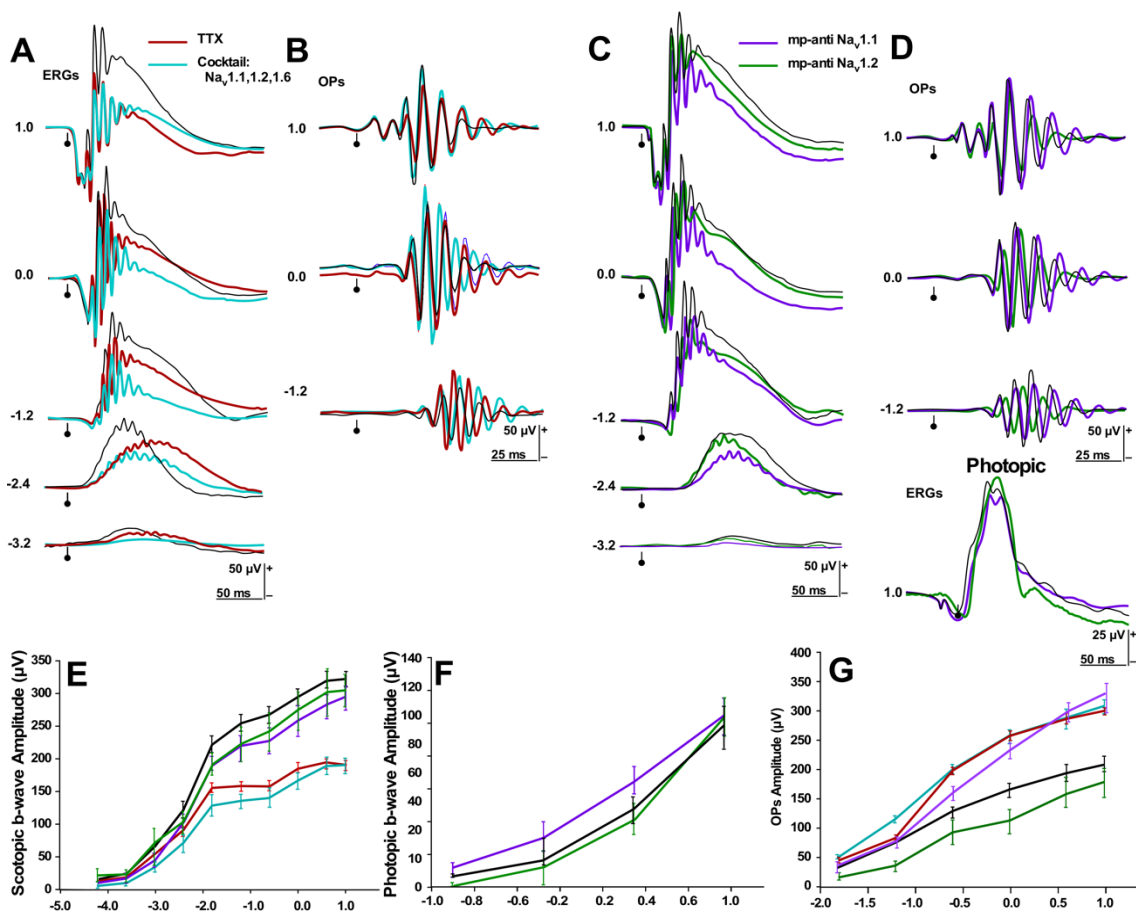 A
TTX
Cocktail:
Nav1.1,1.2,1.6
ERGs
1.0
0.0
-1.2
-2.4
-3.2
50 µV
+
–
50 ms
B
OPs
1.0
0.0
-1.2
50 µV
+
–
25 ms
C
mp-anti Nav1.1
mp-anti Nav1.2
1.0
0.0
-1.2
-2.4
-3.2
50 µV
+
–
50 ms
D
OPs
1.0
0.0
-1.2
50 µV
+
–
25 ms
Photopic
ERGs
1.0
25 µV
+
–
50 ms
E
Scotopic b-wave Amplitude (µV)
350
300
250
200
150
100
50
0
-5.0 -4.0 -3.0 -2.0 -1.0 0.0 1.0
F
Photopic b-wave Amplitude (µV)
140
120
100
80
80
60
40
20
10
0
-1.0 -0.6 -0.2 0.2 0.4 0.6 1.0
G
OPs Amplitude (µV)
400
350
300
250
200
150
100
50
0
-2.0 -1.5 -1.0 -0.5 0.0 0.5 1.0